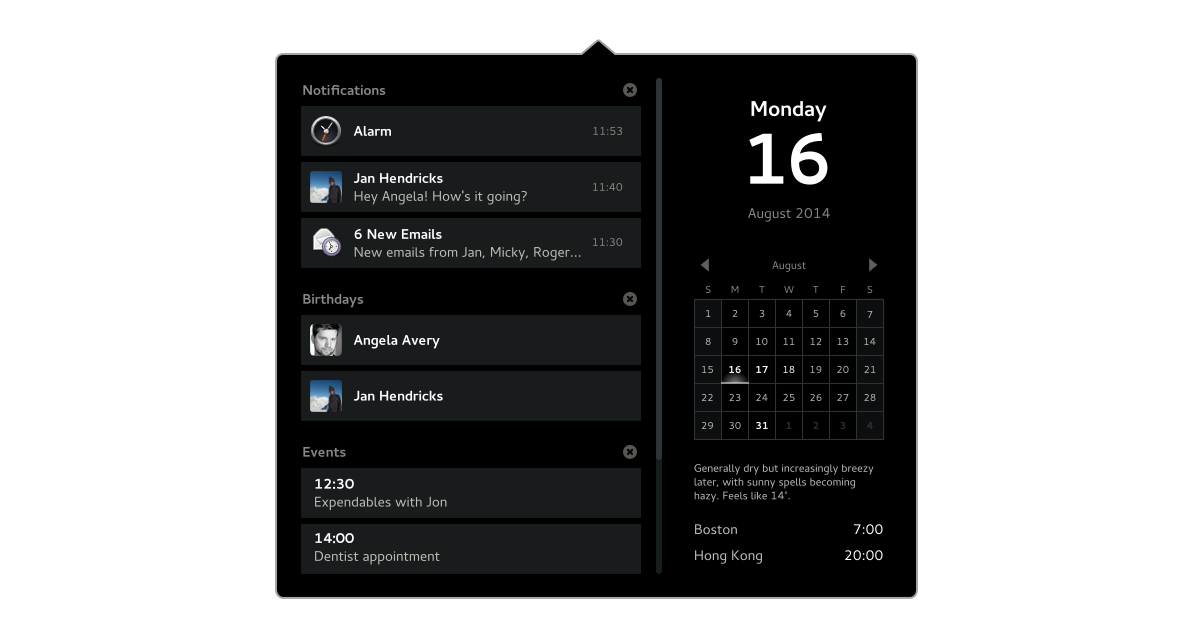 Notifications
Alarm 11:53
Jan Hendricks
Hey Angela! How's it going? 11:40
6 New Emails
New emails from Jan, Micky, Roger... 11:30
Birthdays
Angela Avery
Jan Hendricks
Events
12:30
Expendables with Jon
14:00
Dentist appointment
Monday
16
August 2014
August
S M T W T F S
1 2 3 4 5 6 7
8 9 10 11 12 13 14
15 16 17 18 19 20 21
22 23 24 25 26 27 28
29 30 31 1 2 3 4
Generally dry but increasingly breezy
later, with sunny spells becoming
hazy. Feels like 14°.
Boston 7:00
Hong Kong 20:00